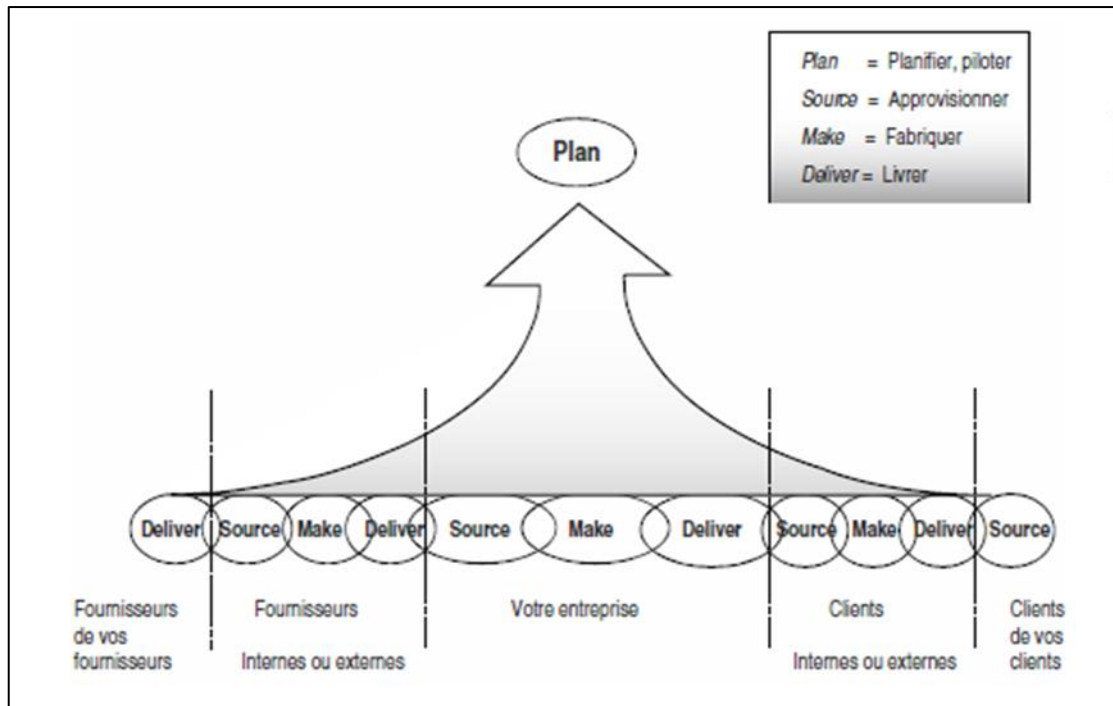 Plan = Planifier, piloter
Source = Approvisionner
Make = Fabriquer
Deliver = Livrer
Plan
Deliver Source Make Deliver Source Make Deliver Source Make Deliver Source
Fournisseurs de vos fournisseurs
Fournisseurs
Internes ou externes
Votre entreprise
Clients
Internes ou externes
Clients de vos clients